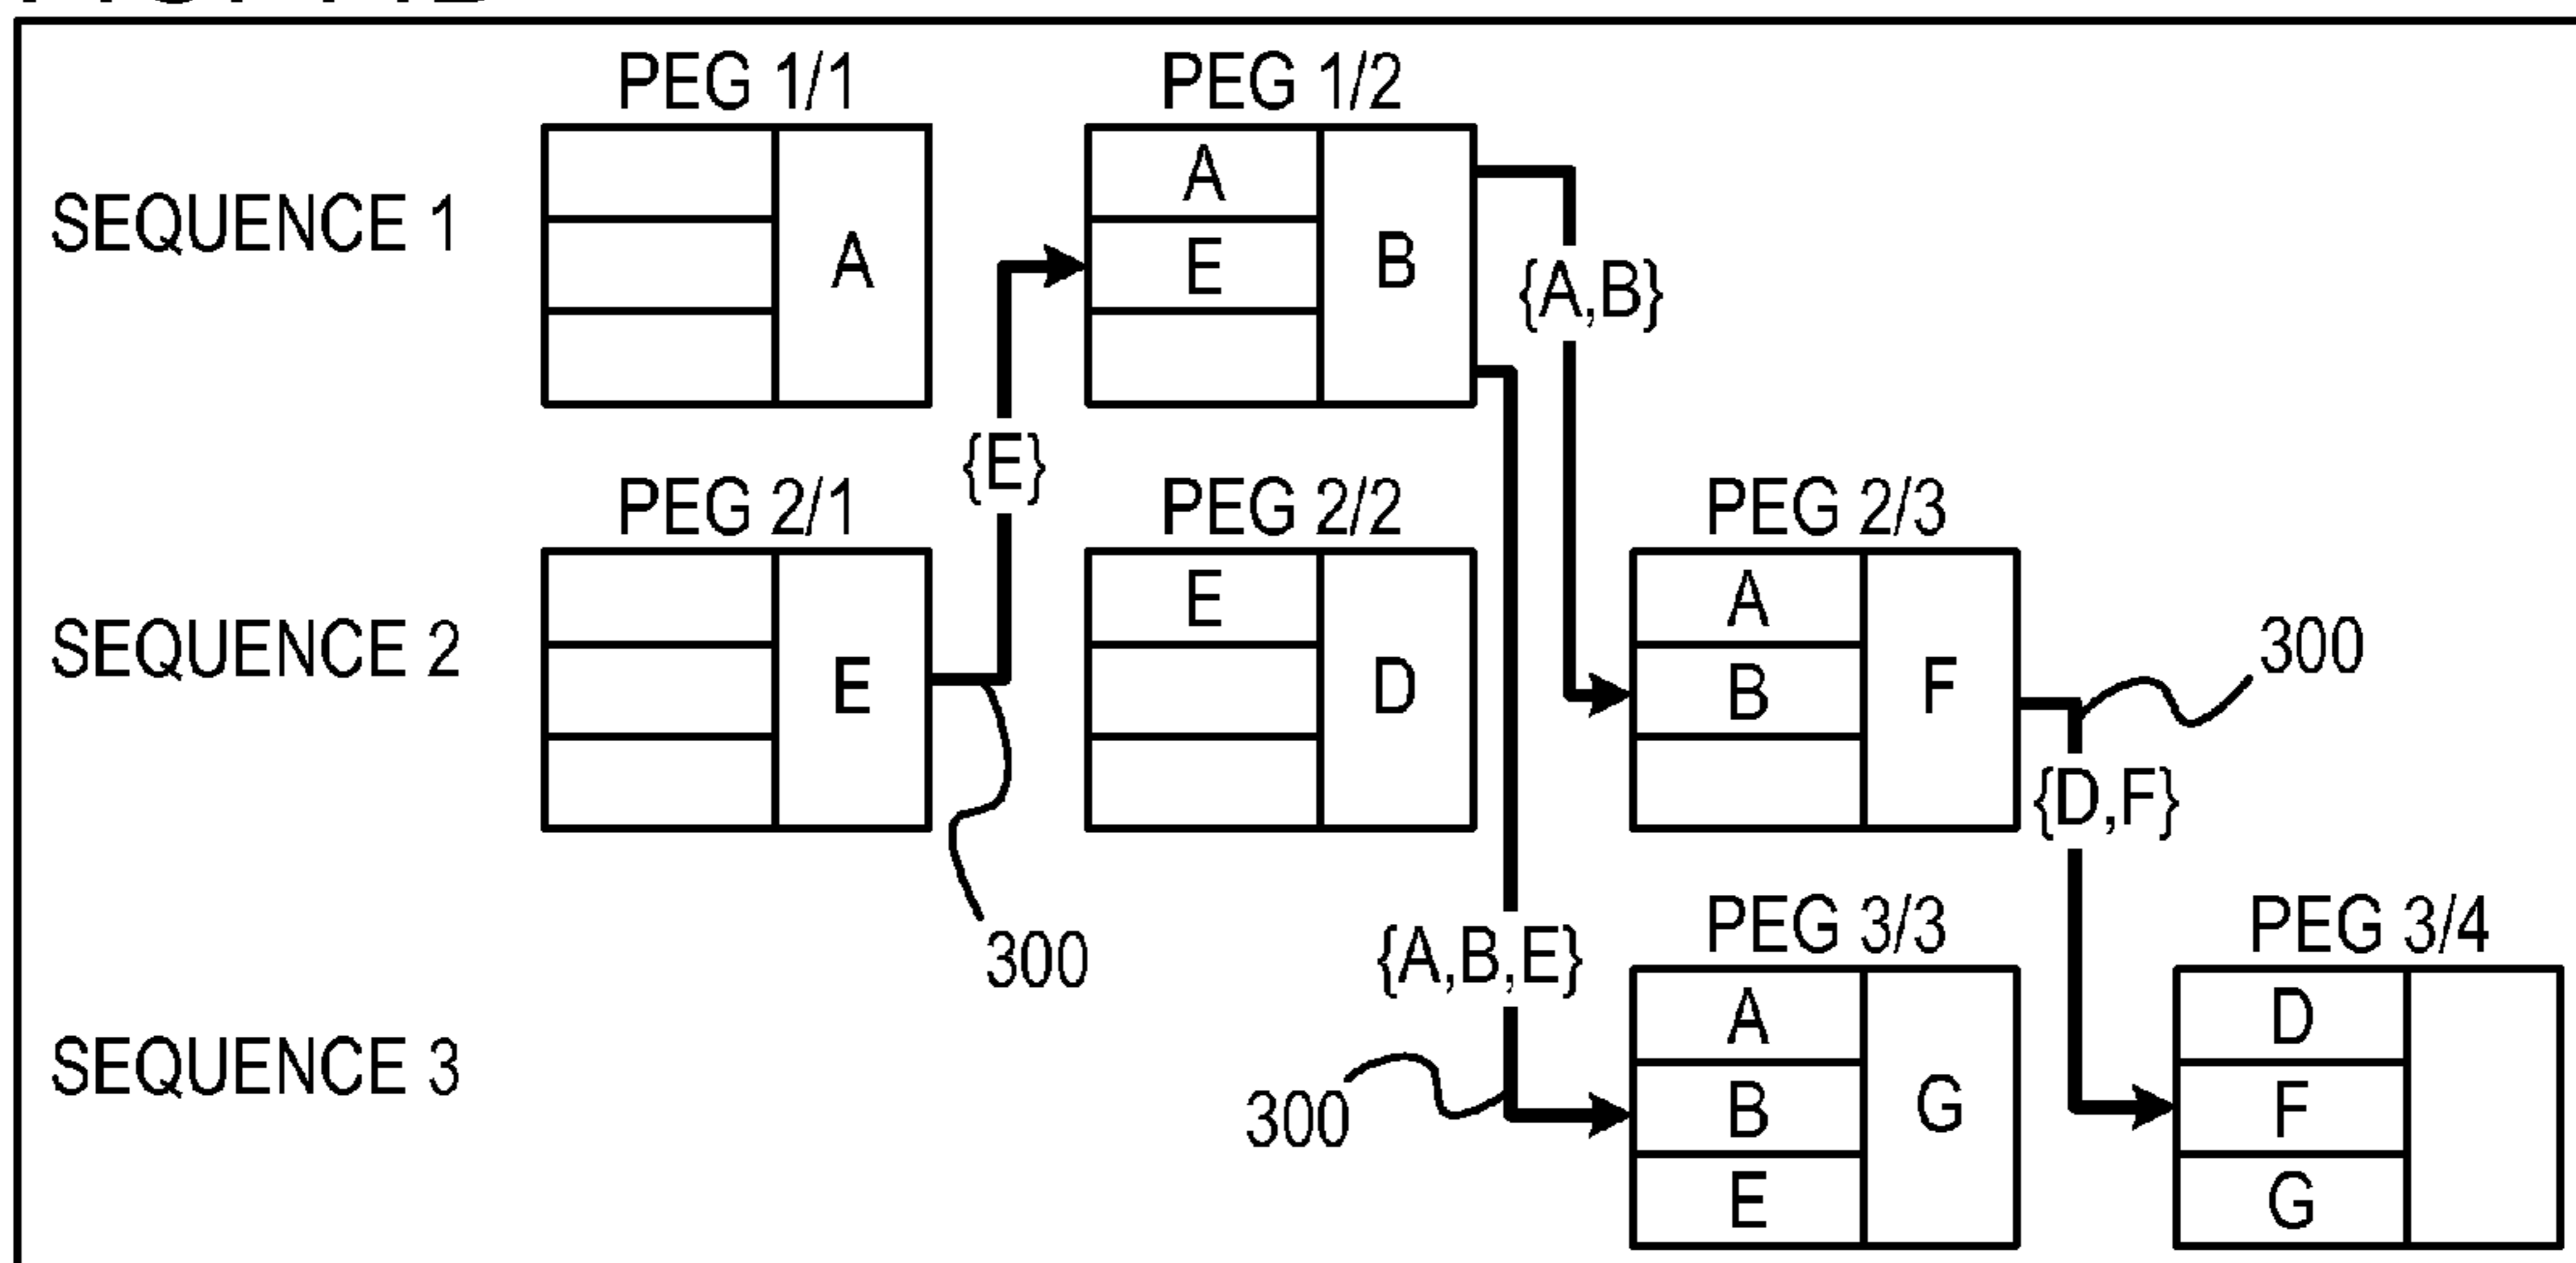 PEG 1/1 PEG 1/2
SEQUENCE 1
A
A
E
B
{A,B}
{E}
PEG 2/1 PEG 2/2 PEG 2/3
SEQUENCE 2
E
E
D
A
B
F
300
{D,F}
300
{A,B,E}
PEG 3/3 PEG 3/4
SEQUENCE 3
300
A
B
E
G
D
F
G